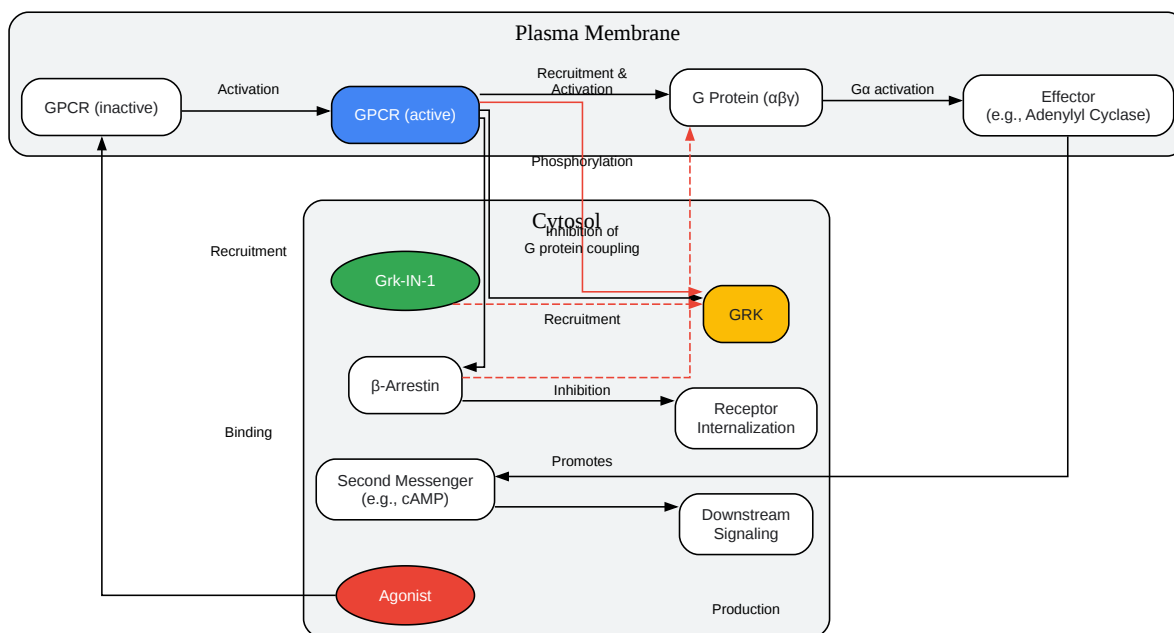 Plasma Membrane
GPCR (inactive)
Activation
GPCR (active)
Recruitment &
Activation
G Protein (αβγ)
Gα activation
Effector
(e.g., Adenylyl Cyclase)
Phosphorylation
Cytosol
Inhibition of
G protein coupling
Recruitment
Grk-IN-1
GRK
Recruitment
β-Arrestin
Inhibition
Receptor
Internalization
Binding
Promotes
Second Messenger
(e.g., cAMP)
Downstream
Signaling
Agonist
Production